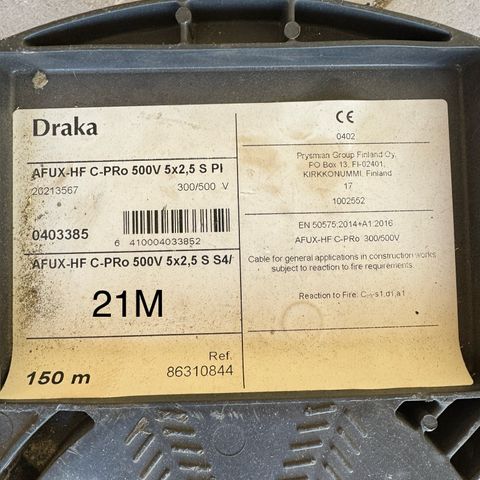 Draka
AFUX-HF C-PRo 500V 5x2,5 S PI
20213567 300/500 V
0403385
6 410004 033852
AFUX-HF C-PRo 500V 5x2,5 S S4/
21M
Ref.
150 m 86310844
CE
0402
Prysmian Group Finland Oy,
PO Box 13, FI-02401,
KIRKKONUMMI, Finland
17
1002552
EN 50575:2014+A1:2016
AFUX-HF C-PRo 300/500V
Cable for general applications in construction works
subject to reaction to fire requirements.
Reaction to Fire: s1,d1,a1